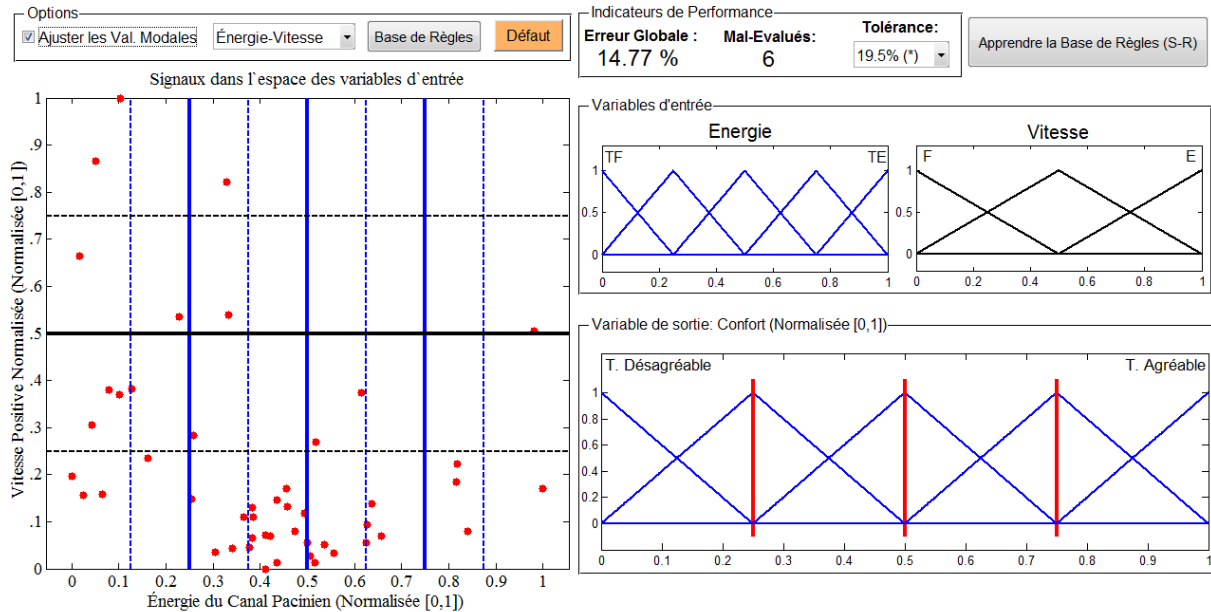 Options
Ajuster les Val. Modales
Énergie-Vitesse
Base de Règles
Défaut
Indicateurs de Performance
Erreur Globale :
Mal-Evalués:
Tolérance:
14.77 %
6
19.5% (*)
Apprendre la Base de Règles (S-R)
Signaux dans l`espace des variables d`entrée
Vitesse Positive Normalisée (Normalisée [0,1])
1
.9
.8
.7
.6
.5
.4
.3
.2
.1
0
0 0.1 0.2 0.3 0.4 0.5 0.6 0.7 0.8 0.9 1
Énergie du Canal Pacinien (Normalisée [0,1])
Variables d'entrée
Energie
TF TE
1
0.5
0
0 0.2 0.4 0.6 0.8 1
Vitesse
F E
1
0.5
0
0 0.2 0.4 0.6 0.8 1
Variable de sortie: Confort (Normalisée [0,1])
T. Désagréable T. Agréable
1
0.8
0.6
0.4
0.2
0
0 0.1 0.2 0.3 0.4 0.5 0.6 0.7 0.8 0.9 1